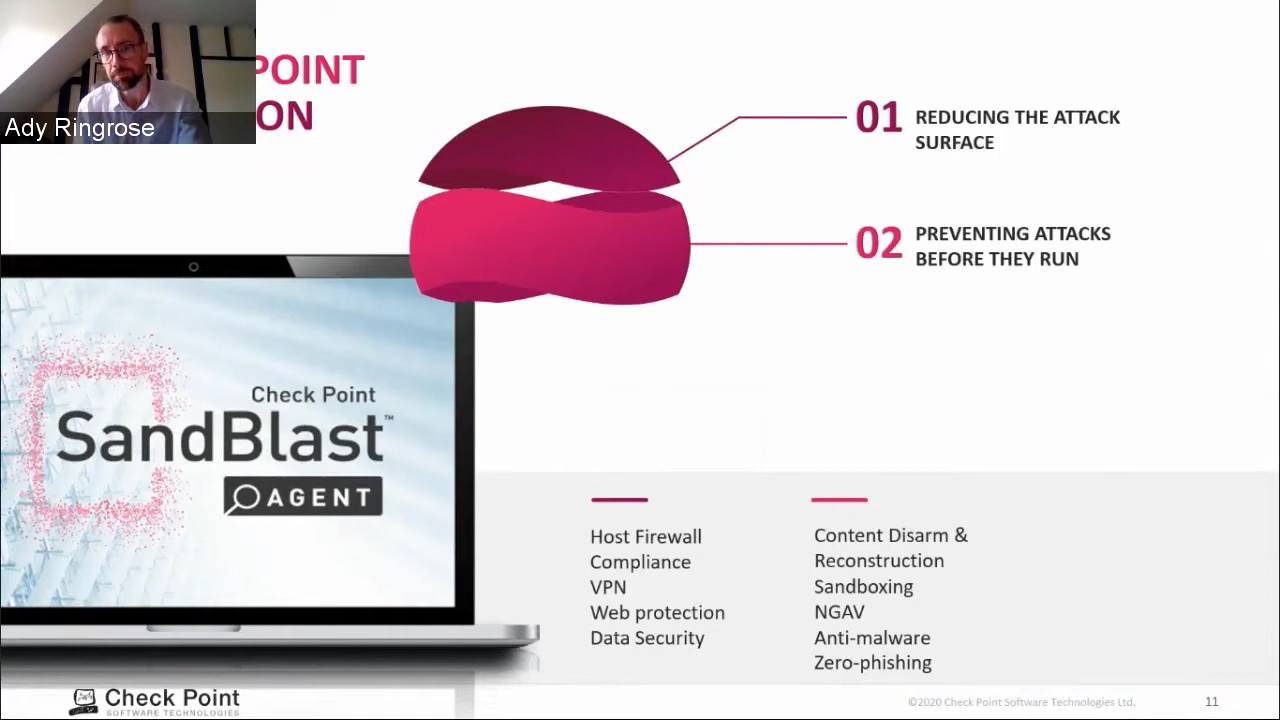 POINT
ON
Ady Ringrose
01 REDUCING THE ATTACK
SURFACE
02 PREVENTING ATTACKS
BEFORE THEY RUN
Check Point
SandBlast™
AGENT
Host Firewall
Compliance
VPN
Web protection
Data Security
Content Disarm &
Reconstruction
Sandboxing
NGAV
Anti-malware
Zero-phishing
Check Point
SOFTWARE TECHNOLOGIES
©2020 Check Point Software Technologies Ltd.
11